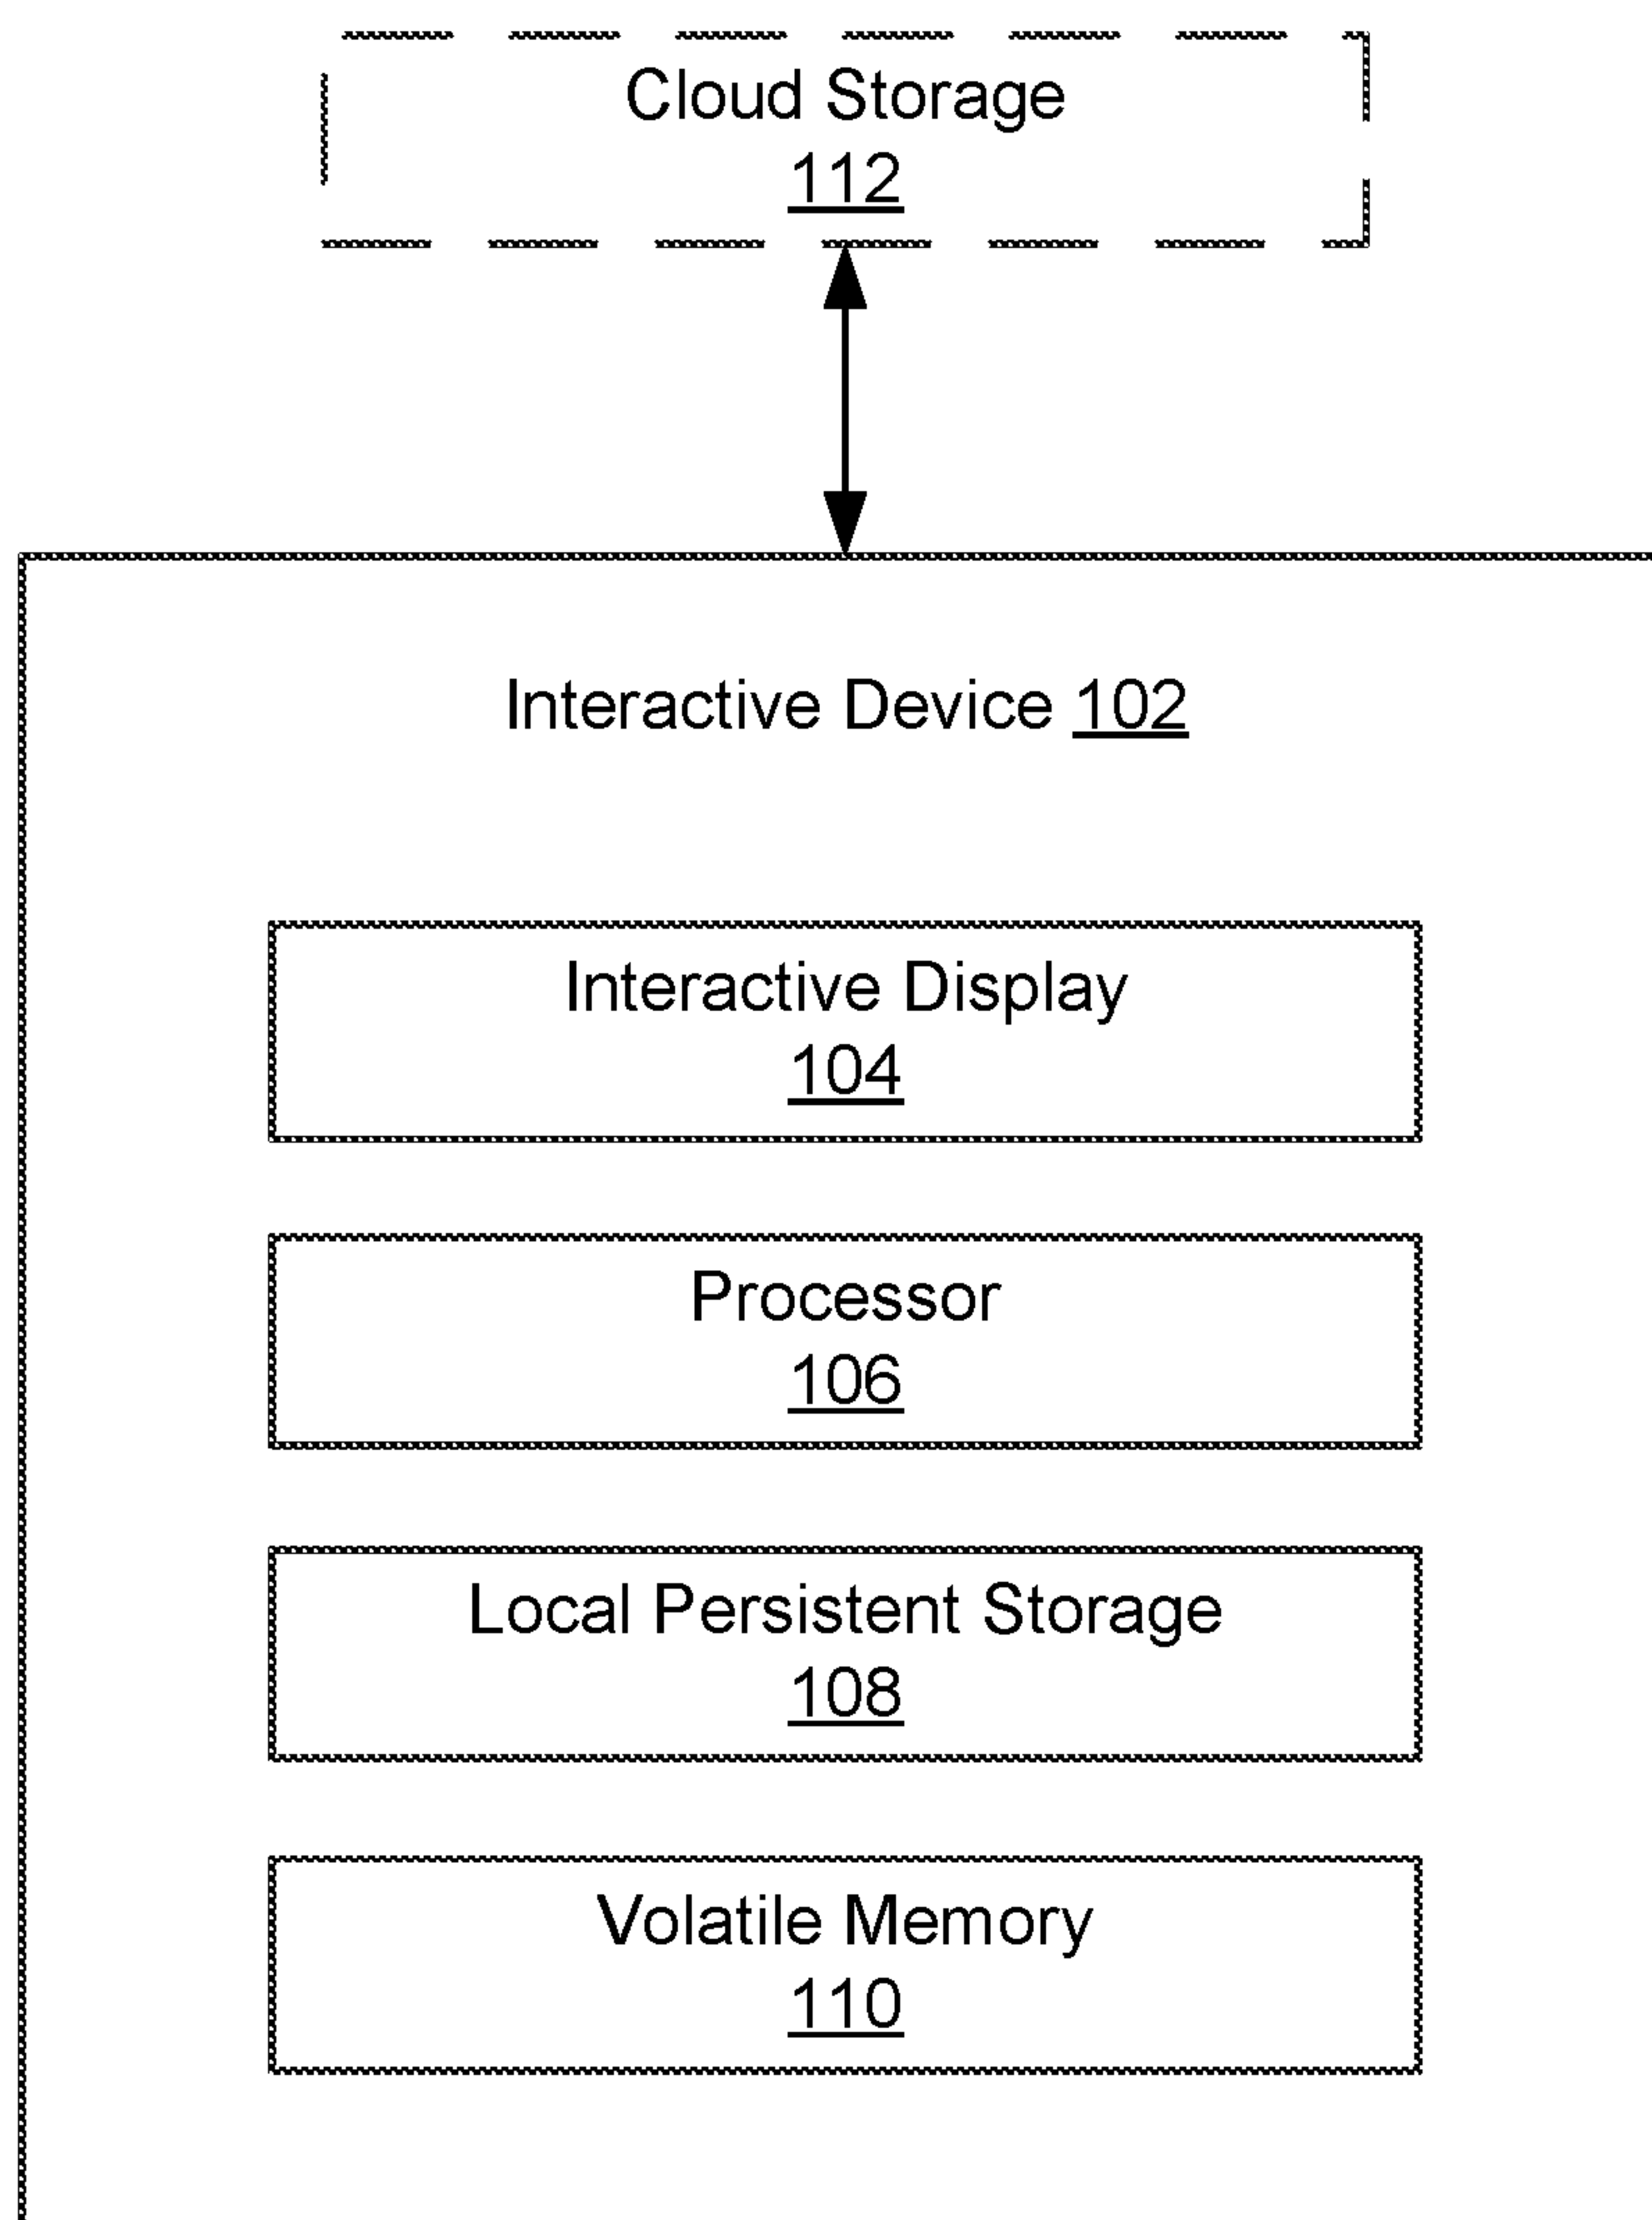 Cloud Storage
112
Interactive Device 102
Interactive Display
104
Processor
106
Local Persistent Storage
108
Volatile Memory
110